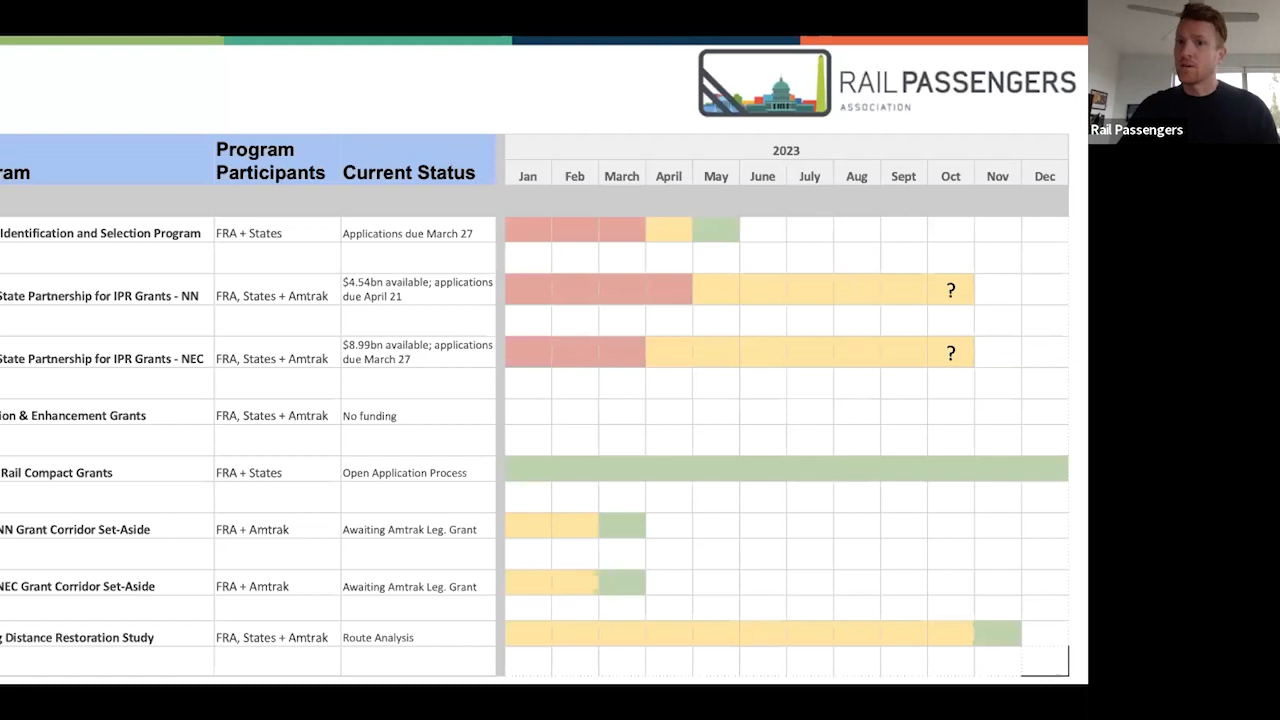 RAIL PASSENGERS
ASSOCIATION
Rail Passengers
ram
Program
Participants
Current Status
2023
Jan Feb March April May June July Aug Sept Oct Nov Dec
Identification and Selection Program FRA + States Applications due March 27
State Partnership for IPR Grants - NN FRA, States + Amtrak $4.54bn available; applications
due April 21
?
State Partnership for IPR Grants - NEC FRA, States + Amtrak $8.99bn available; applications
due March 27
?
ion & Enhancement Grants FRA, States + Amtrak No funding
Rail Compact Grants FRA + States Open Application Process
NN Grant Corridor Set-Aside FRA + Amtrak Awaiting Amtrak Leg. Grant
NEC Grant Corridor Set-Aside FRA + Amtrak Awaiting Amtrak Leg. Grant
g Distance Restoration Study FRA, States + Amtrak Route Analysis